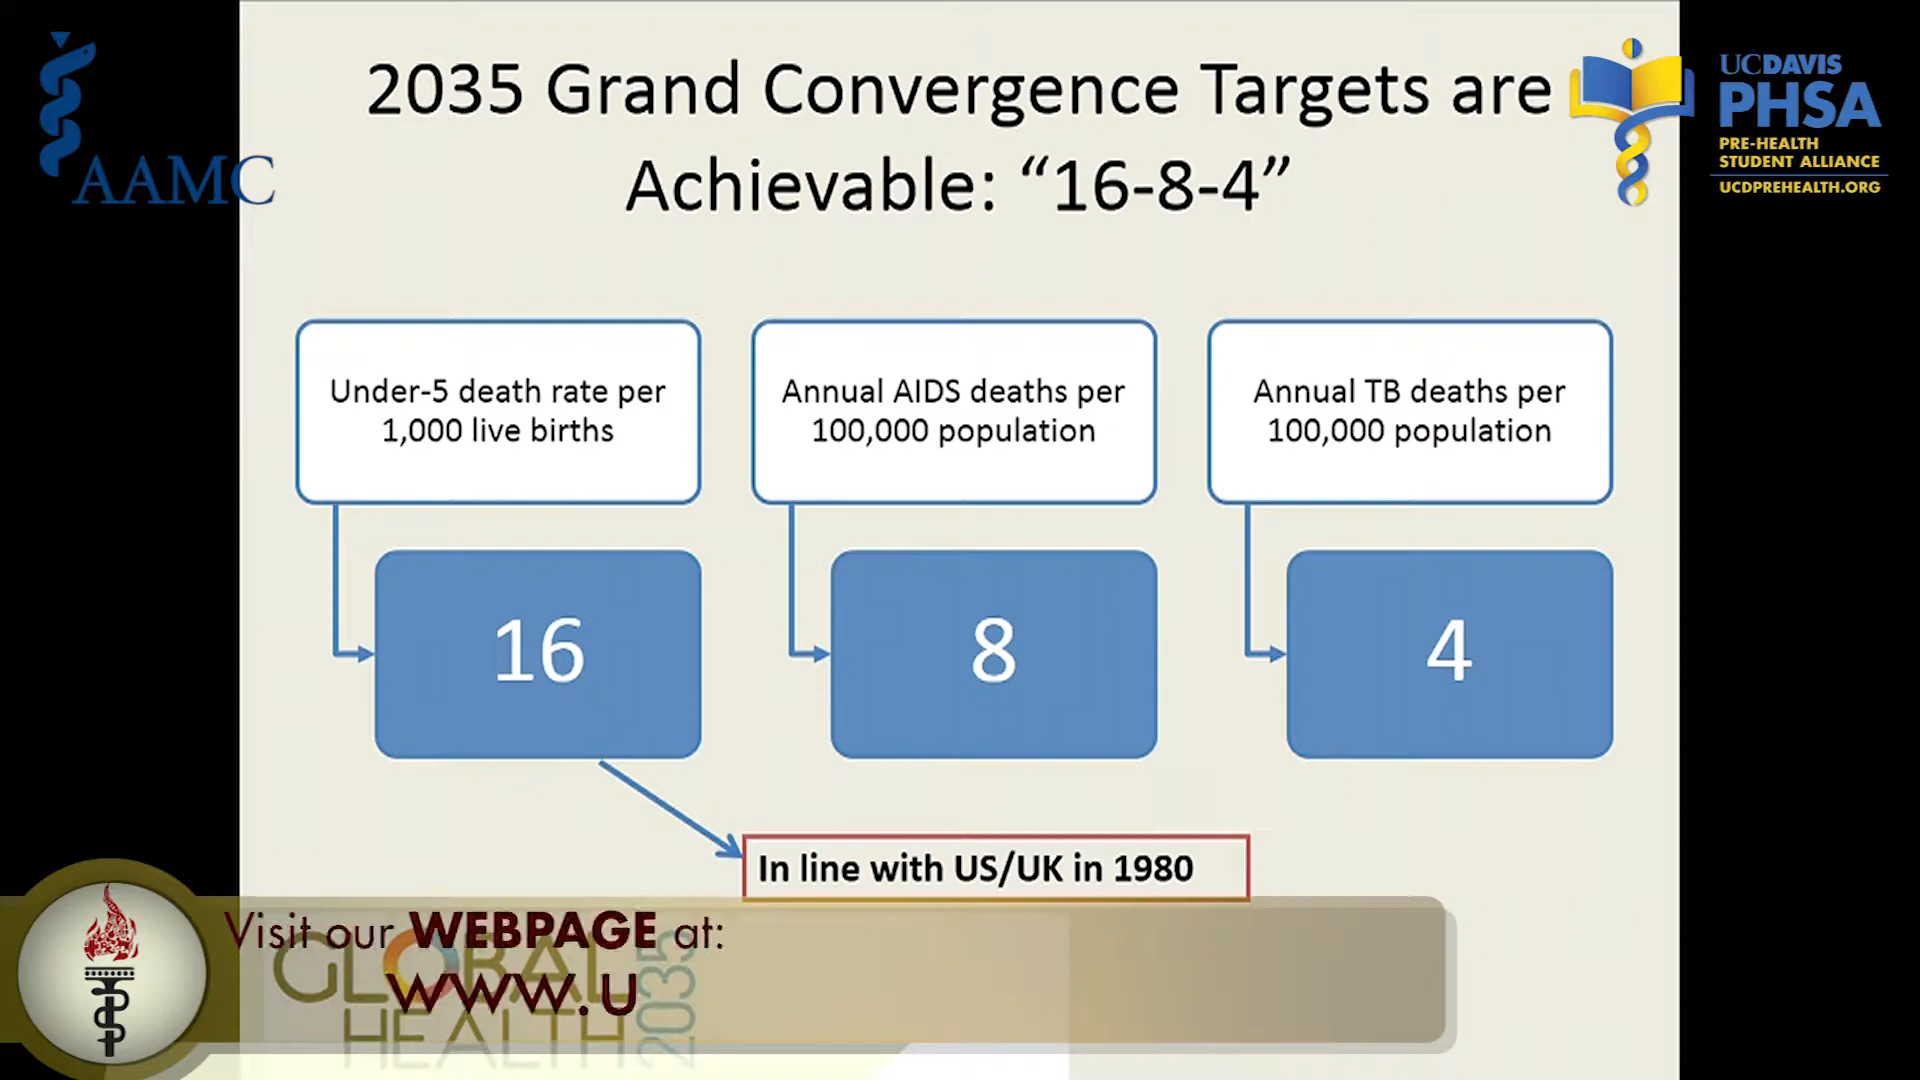 2035 Grand Convergence Targets are
Achievable: “16-8-4”
AAMC
UCDAVIS
PHSA
PRE-HEALTH
STUDENT ALLIANCE
UCDPREHEALTH.ORG
Under-5 death rate per
1,000 live births
Annual AIDS deaths per
100,000 population
Annual TB deaths per
100,000 population
16
8
4
In line with US/UK in 1980
Visit our WEBPAGE at:
WWW.U
GLOBAL
HEALTH
2035